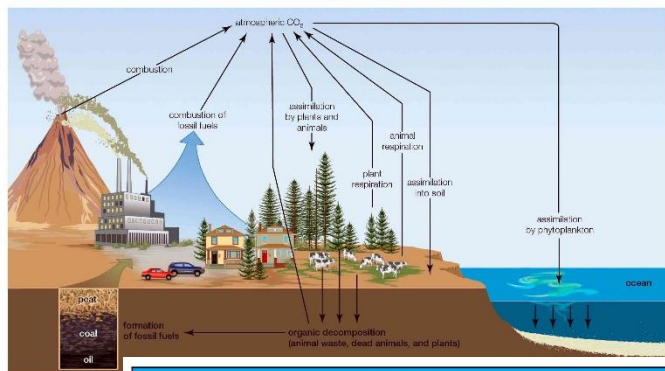 atmospheric CO₂
combustion
combustion of
fossil fuels
assimilation
by plants and
animals
animal
respiration
plant
respiration
assimilation
into soil
assimilation
by phytoplankton
ocean
peat
coal
oil
formation
of fossil fuels
organic decomposition
(animal waste, dead animals, and plants)